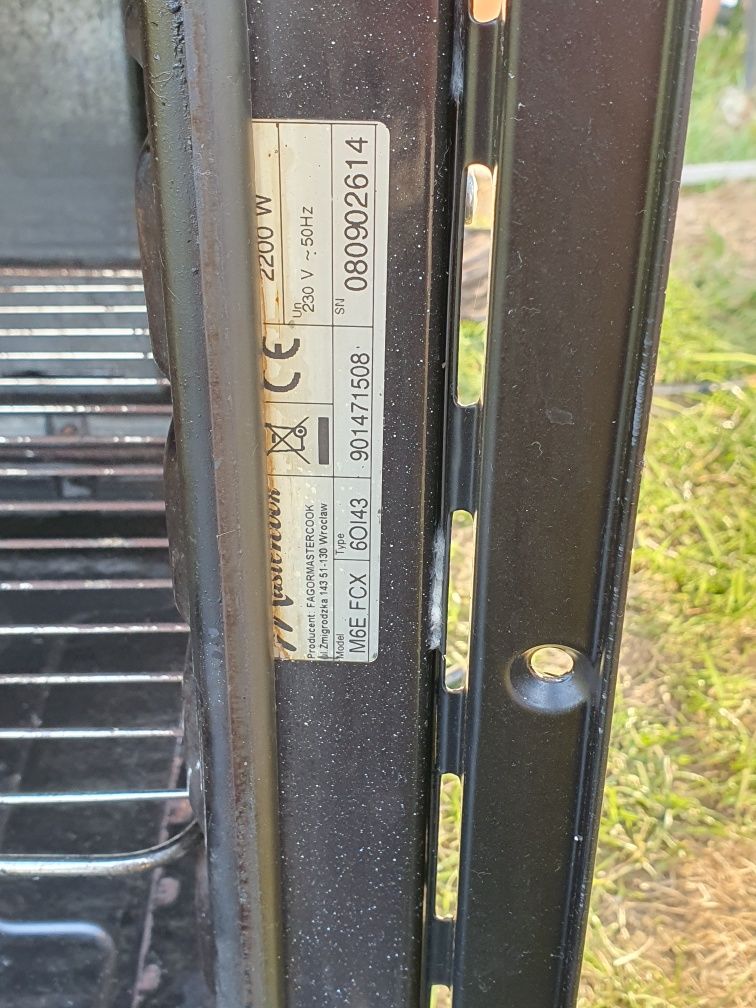 Mastercook
Producent: FAGORMASTERCOOK
ul.Żmigrodzka 143 51-130 Wrocław
Model
M6E FCX
Type
6OI43
901471508
CE
2200 W
Un
230 V ~ 50Hz
SN
080902614